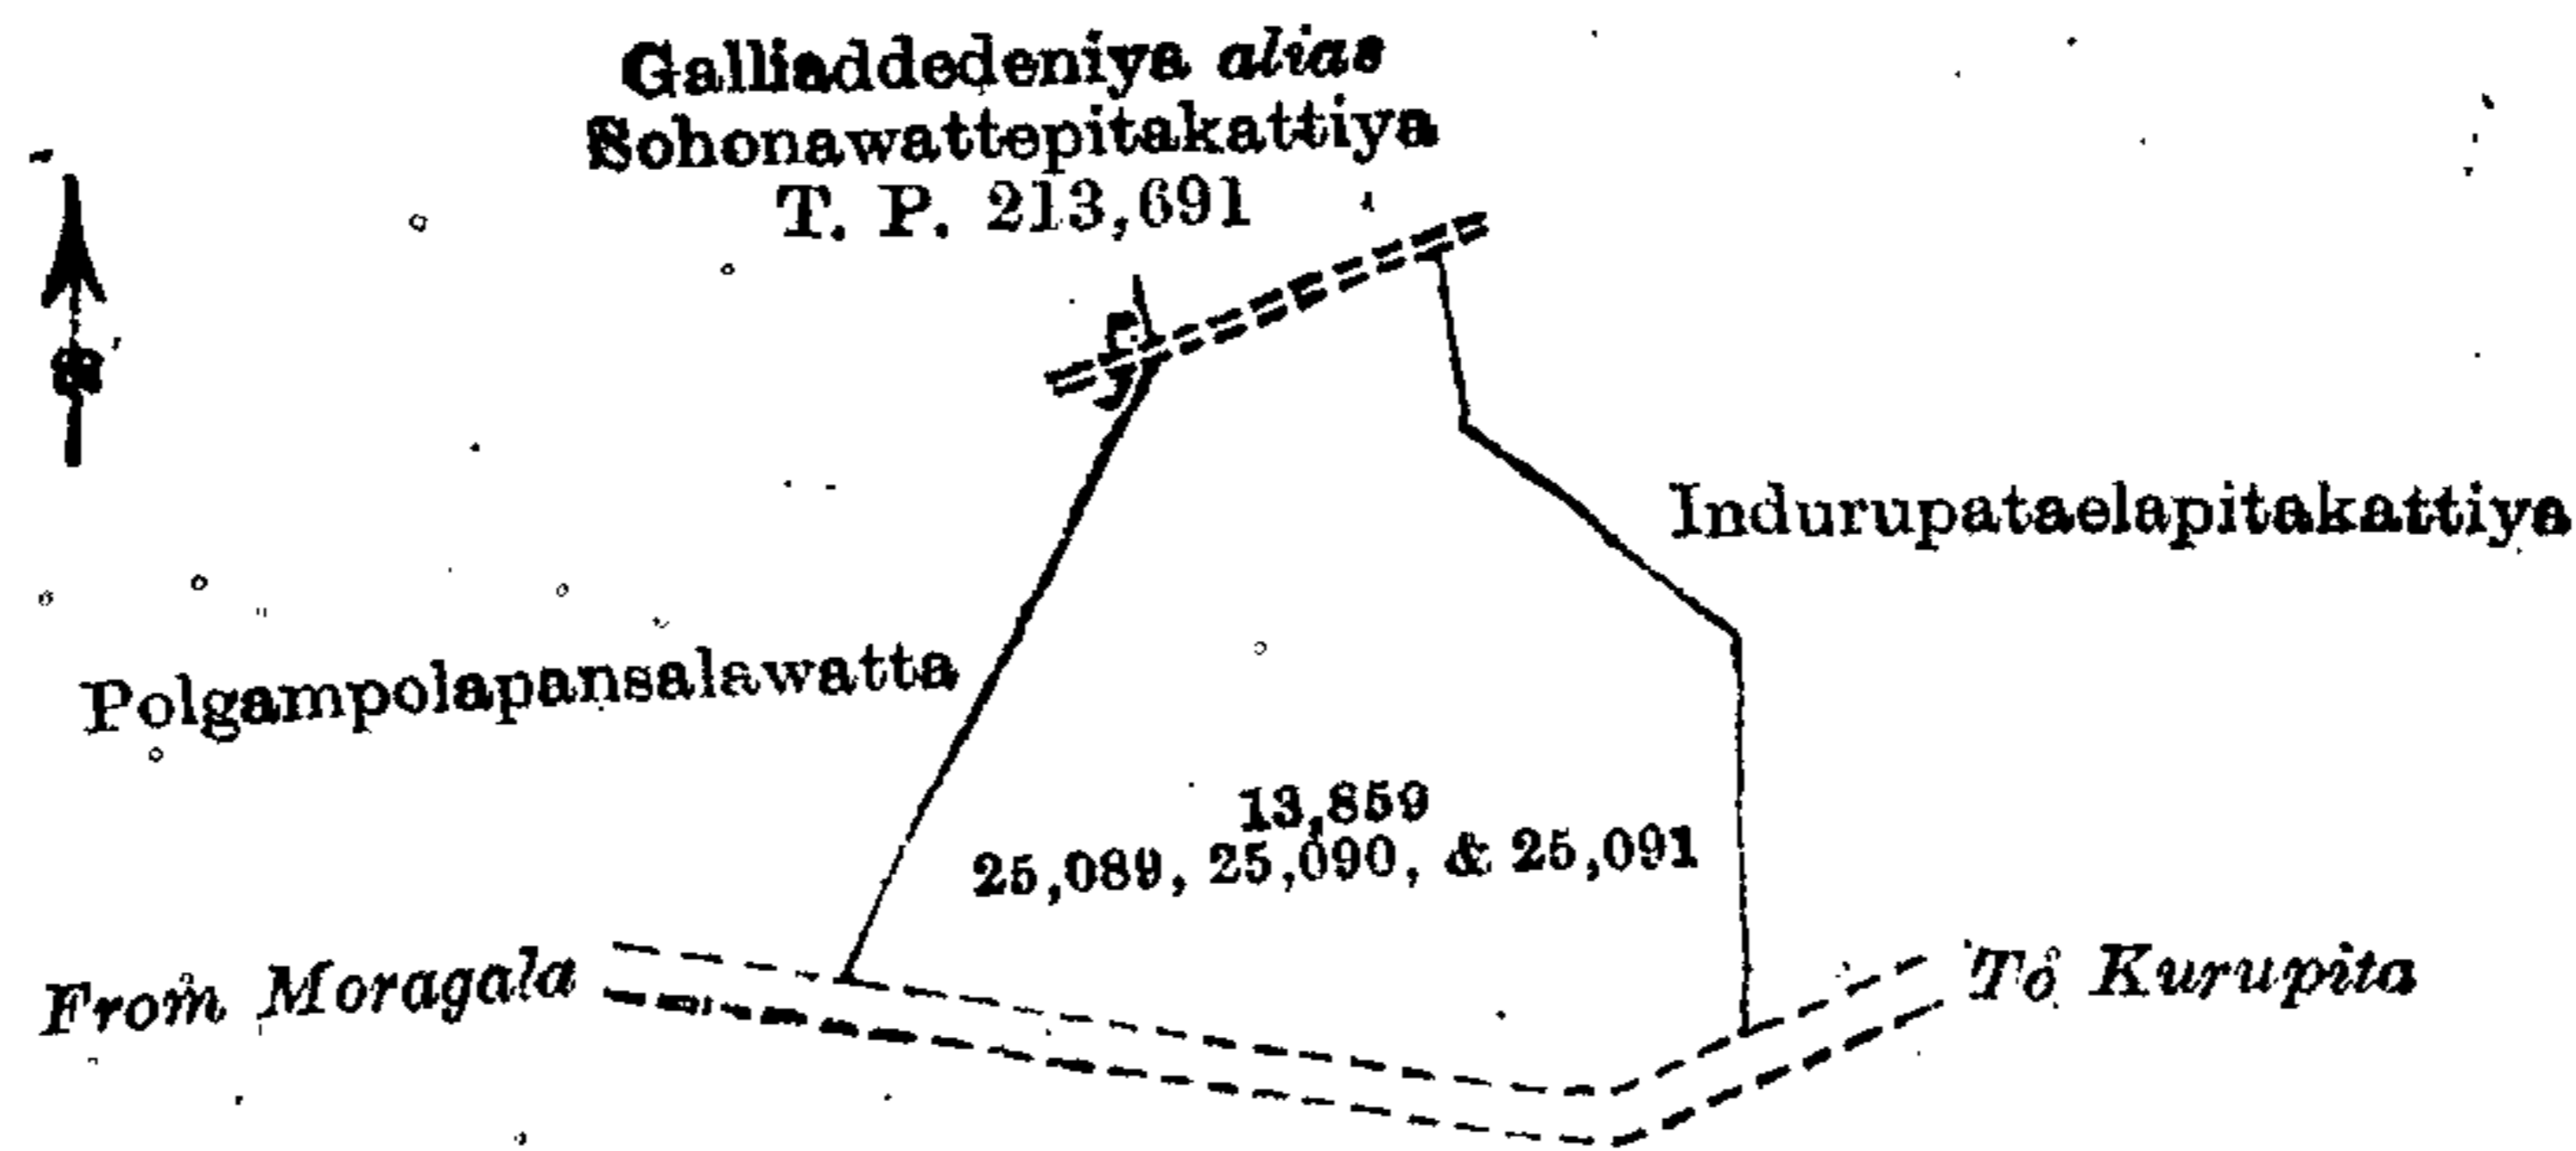 Galliaddedeniya alias
Sohonawattepitakattiya
T. P. 213,691
Indurupataelapitakattiya
Polgampolapansalawatta
13,859
25,089, 25,090, & 25,091
From Moragala
To Kurupita